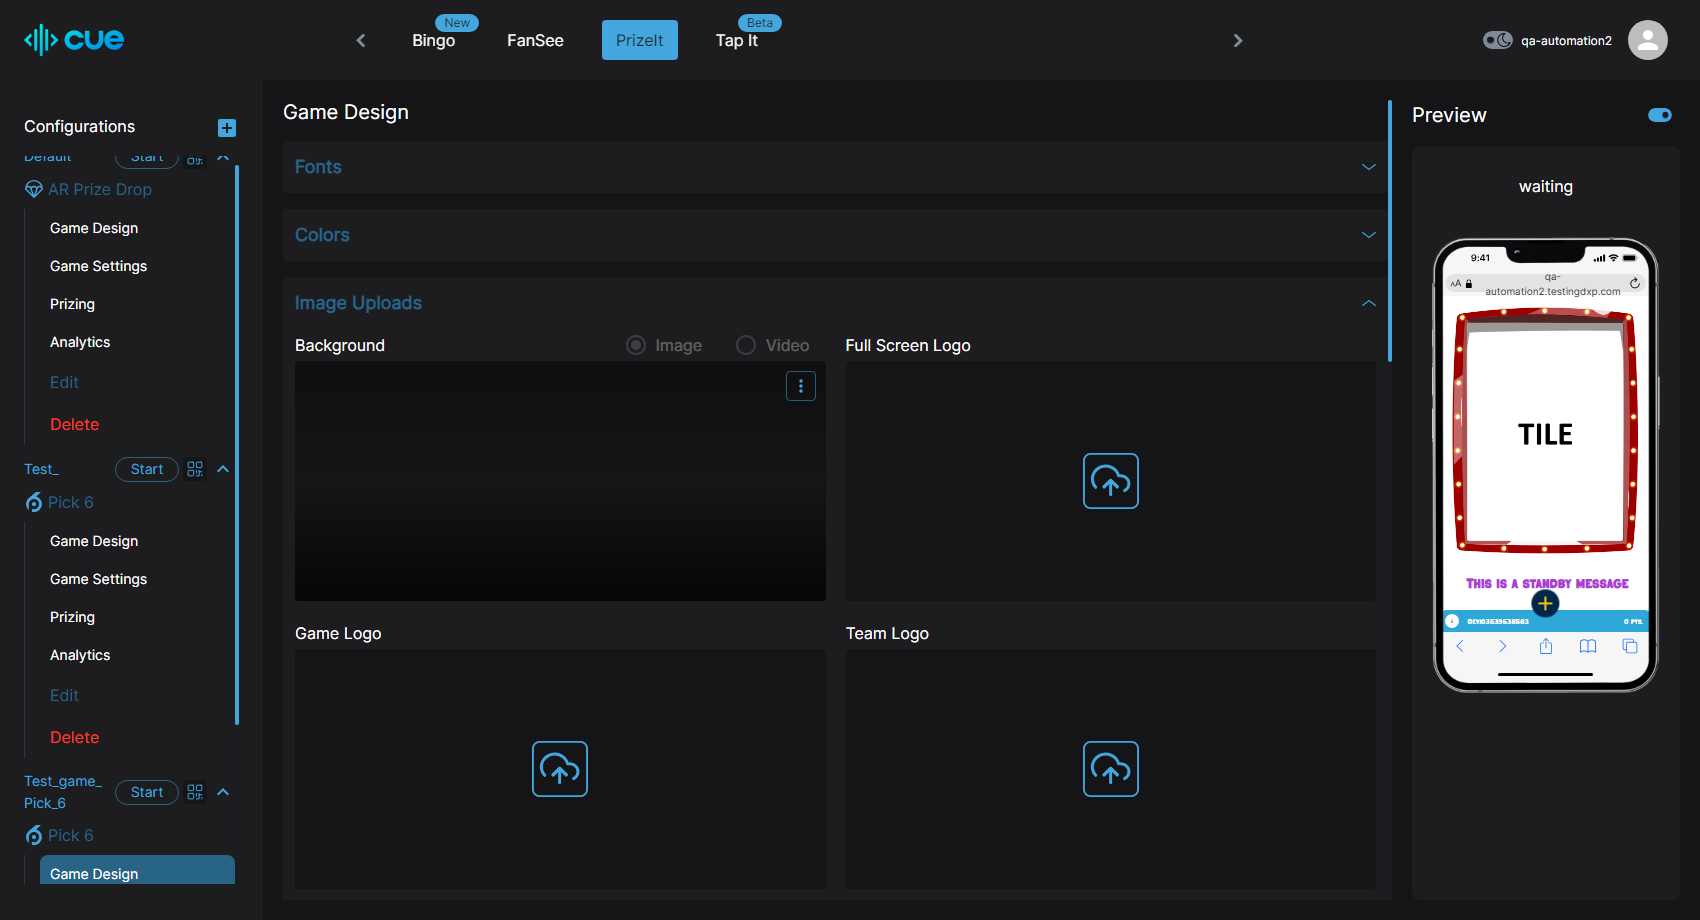 cue
New
Bingo
FanSee
PrizeIt
Beta
Tap It
qa-automation2
Configurations
Default
Start
AR Prize Drop
Game Design
Game Settings
Prizing
Analytics
Edit
Delete
Test_
Start
Pick 6
Game Design
Game Settings
Prizing
Analytics
Edit
Delete
Test_game_
Pick_6
Start
Pick 6
Game Design
Game Design
Fonts
Colors
Image Uploads
Background
Image
Video
Full Screen Logo
Game Logo
Team Logo
Preview
waiting
9:41
AA
qa-
automation2.testingdxp.com
TILE
This is a standby message
0 PTS.